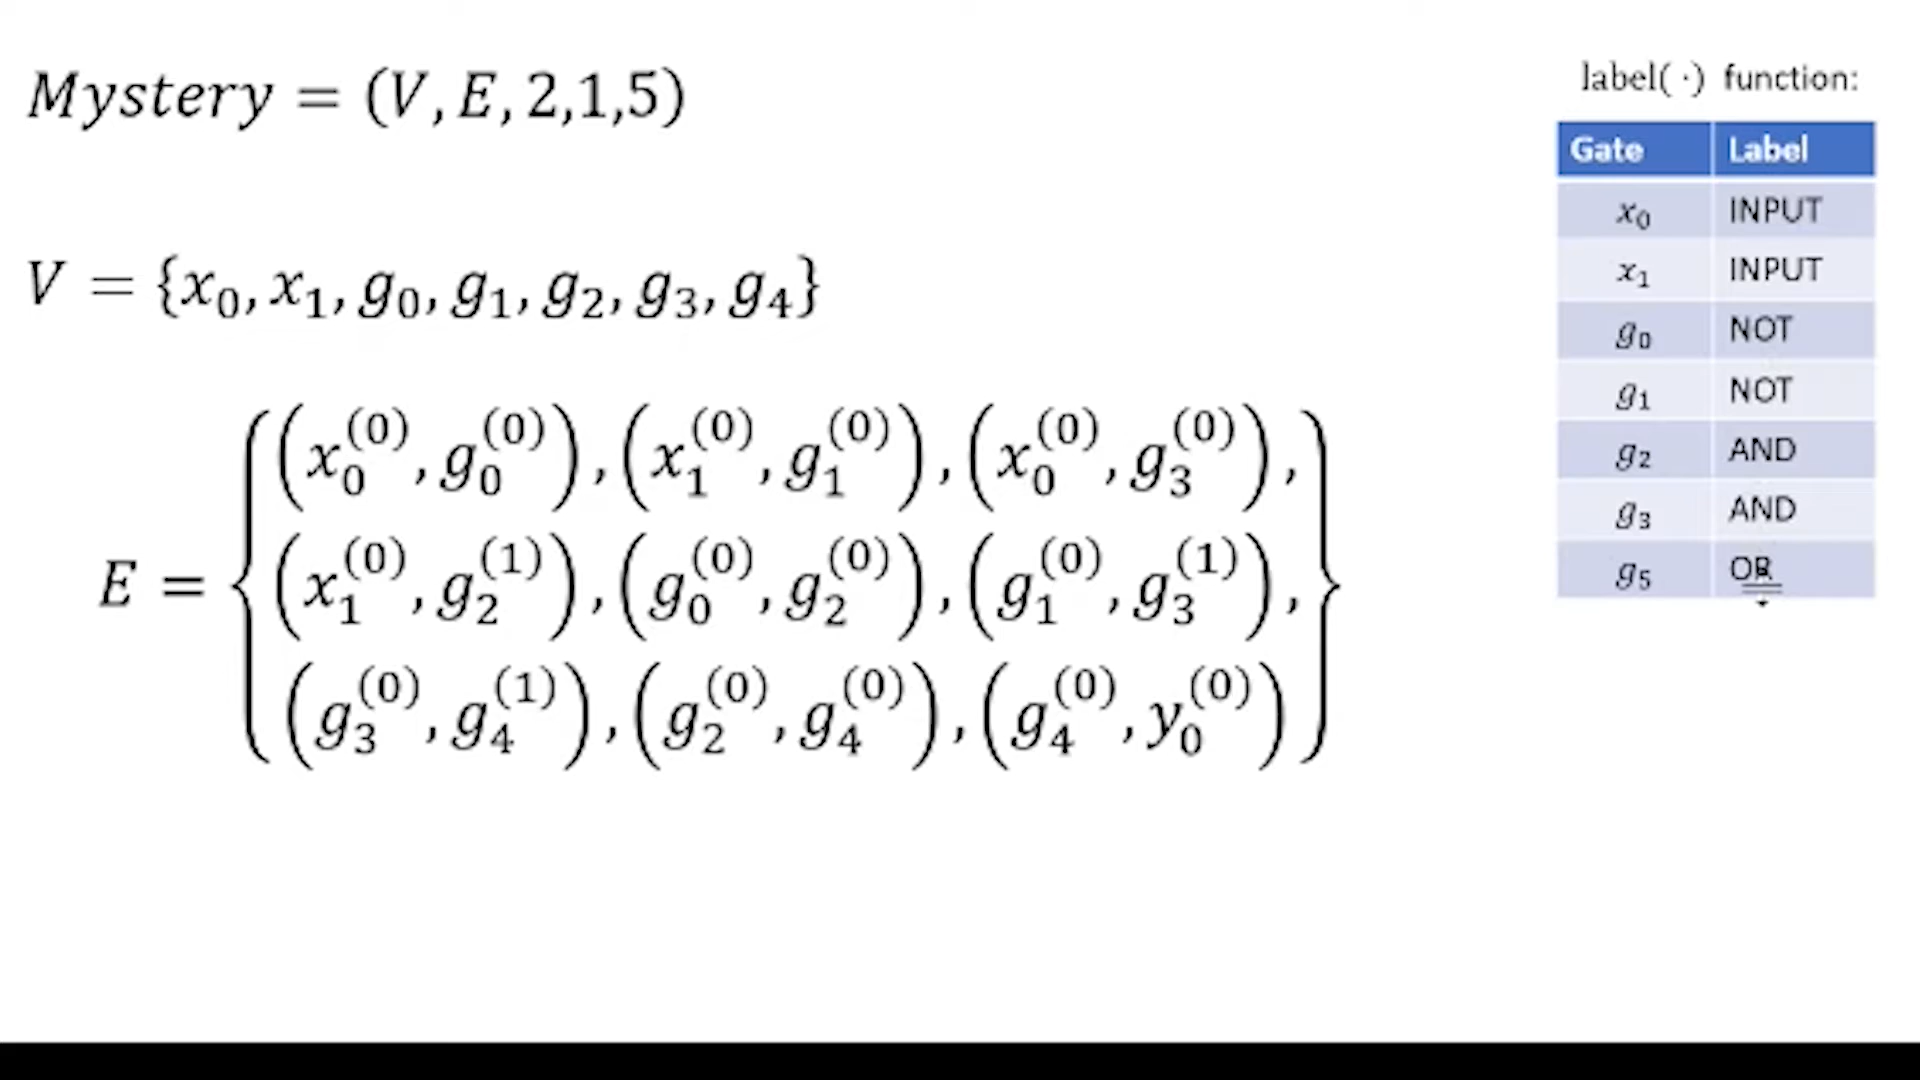 Mystery = (V, E, 2,1,5)
V = {x₀, x₁, g₀, g₁, g₂, g₃, g₄}
E = { (x₀⁽⁰⁾, g₀⁽⁰⁾), (x₁⁽⁰⁾, g₁⁽⁰⁾), (x₀⁽⁰⁾, g₃⁽⁰⁾),
(x₁⁽⁰⁾, g₂⁽¹⁾), (g₀⁽⁰⁾, g₂⁽⁰⁾), (g₁⁽⁰⁾, g₃⁽¹⁾),
(g₃⁽⁰⁾, g₄⁽¹⁾), (g₂⁽⁰⁾, g₄⁽⁰⁾), (g₄⁽⁰⁾, y₀⁽⁰⁾) }
label( ·) function:
Gate Label
x₀ INPUT
x₁ INPUT
g₀ NOT
g₁ NOT
g₂ AND
g₃ AND
g₅ OR